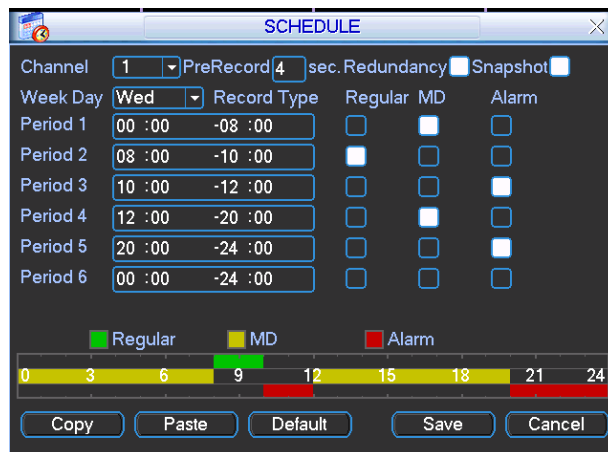 SCHEDULE
Channel 1 PreRecord 4 sec. Redundancy Snapshot
Week Day Wed Record Type Regular MD Alarm
Period 1 00 :00 -08 :00
Period 2 08 :00 -10 :00
Period 3 10 :00 -12 :00
Period 4 12 :00 -20 :00
Period 5 20 :00 -24 :00
Period 6 00 :00 -24 :00
Regular MD Alarm
0 3 6 9 12 15 18 21 24
Copy Paste Default Save Cancel